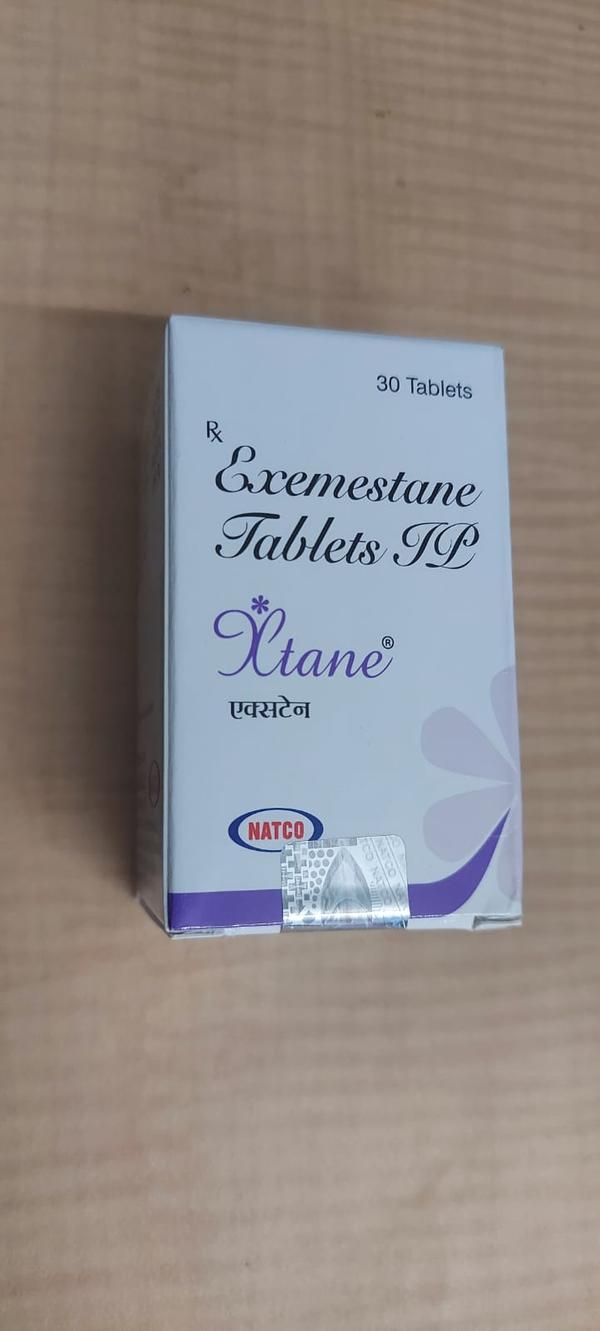 30 Tablets
Rx
Exemestane
Tablets IP
Xtane®
एक्सटेन
NATCO